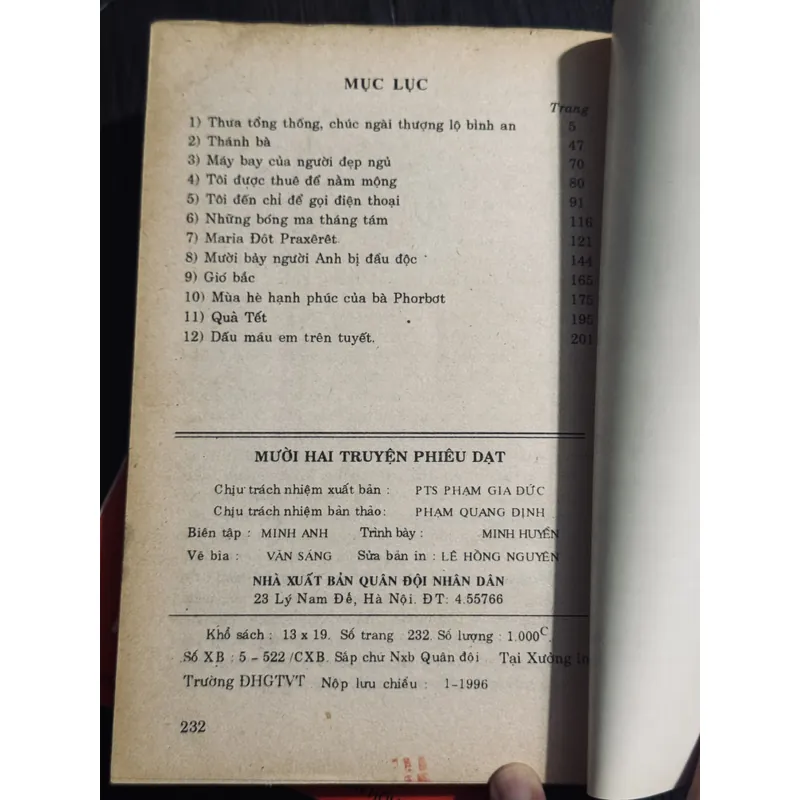 MỤC LỤC
Trang
1) Thưa tổng thống, chúc ngài thượng lộ bình an 5
2) Thánh bà 47
3) Máy bay của người đẹp ngủ 70
4) Tôi được thuê để nằm mộng 80
5) Tôi đến chỉ để gọi điện thoại 91
6) Những bóng ma tháng tám 116
7) Maria Đôt Praxêrêt 121
8) Mười bảy người Anh bị đầu độc 144
9) Gió bắc 165
10) Mùa hè hạnh phúc của bà Phorbơt 175
11) Quà Tết 195
12) Dấu máu em trên tuyết. 201
MƯỜI HAI TRUYỆN PHIÊU DẠT
Chịu trách nhiệm xuất bản : PTS PHẠM GIA ĐỨC
Chịu trách nhiệm bản thảo: PHẠM QUANG ĐỊNH
Biên tập : MINH ANH Trình bày : MINH HUYỀN
Vẽ bìa : VĂN SÁNG Sửa bản in : LÊ HỒNG NGUYÊN
NHÀ XUẤT BẢN QUÂN ĐỘI NHÂN DÂN
23 Lý Nam Đế, Hà Nội. ĐT: 4.55766
Khổ sách : 13 x 19. Số trang : 232. Số lượng : 1.000C.
Số XB : 5 - 522 /CXB. Sắp chữ Nxb Quân đội Tại Xưởng in
Trường ĐHGTVT Nộp lưu chiểu : 1-1996
232